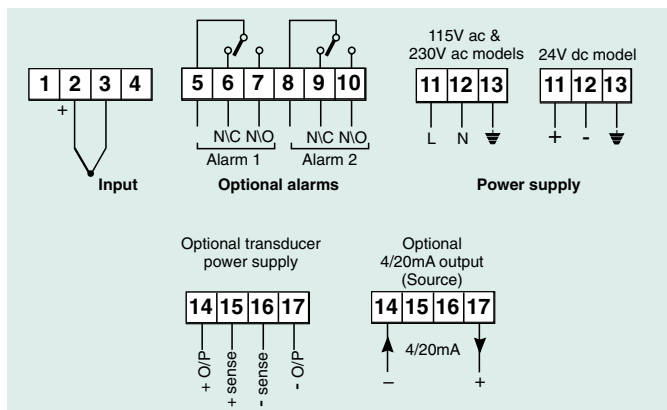 1 2 3 4
+
Input
5 6 7 8 9 10
N\C N\O N\C N\O
Alarm 1 Alarm 2
Optional alarms
115V ac &
230V ac models
11 12 13
L N
24V dc model
11 12 13
+ -
Power supply
Optional transducer
power supply
14 15 16 17
+ O/P
+ sense
- sense
- O/P
Optional
4/20mA output
(Source)
14 15 16 17
4/20mA
– +